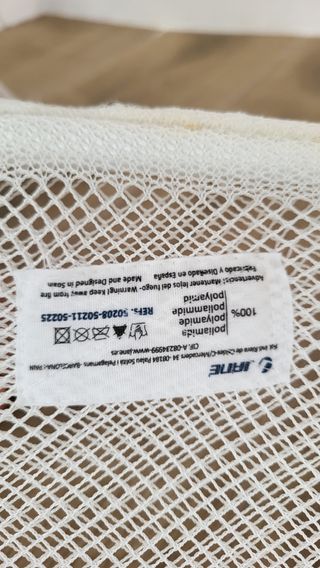 JANE
Pol. Ind. Riera de Caldes-C/Mercaders 34 -08184 Palau Solità i Plegamans -BARCELONA- SPAIN
CIF.A-08234999-www.jane.es
poliamida
polyamide
100% poliammide
polyamid
REFs. 50208-50211-50225
Advertencia: Mantener lejos del fuego- Warning! Keep away from fire
Fabricado y Diseñado en España Made and Designed in Spain